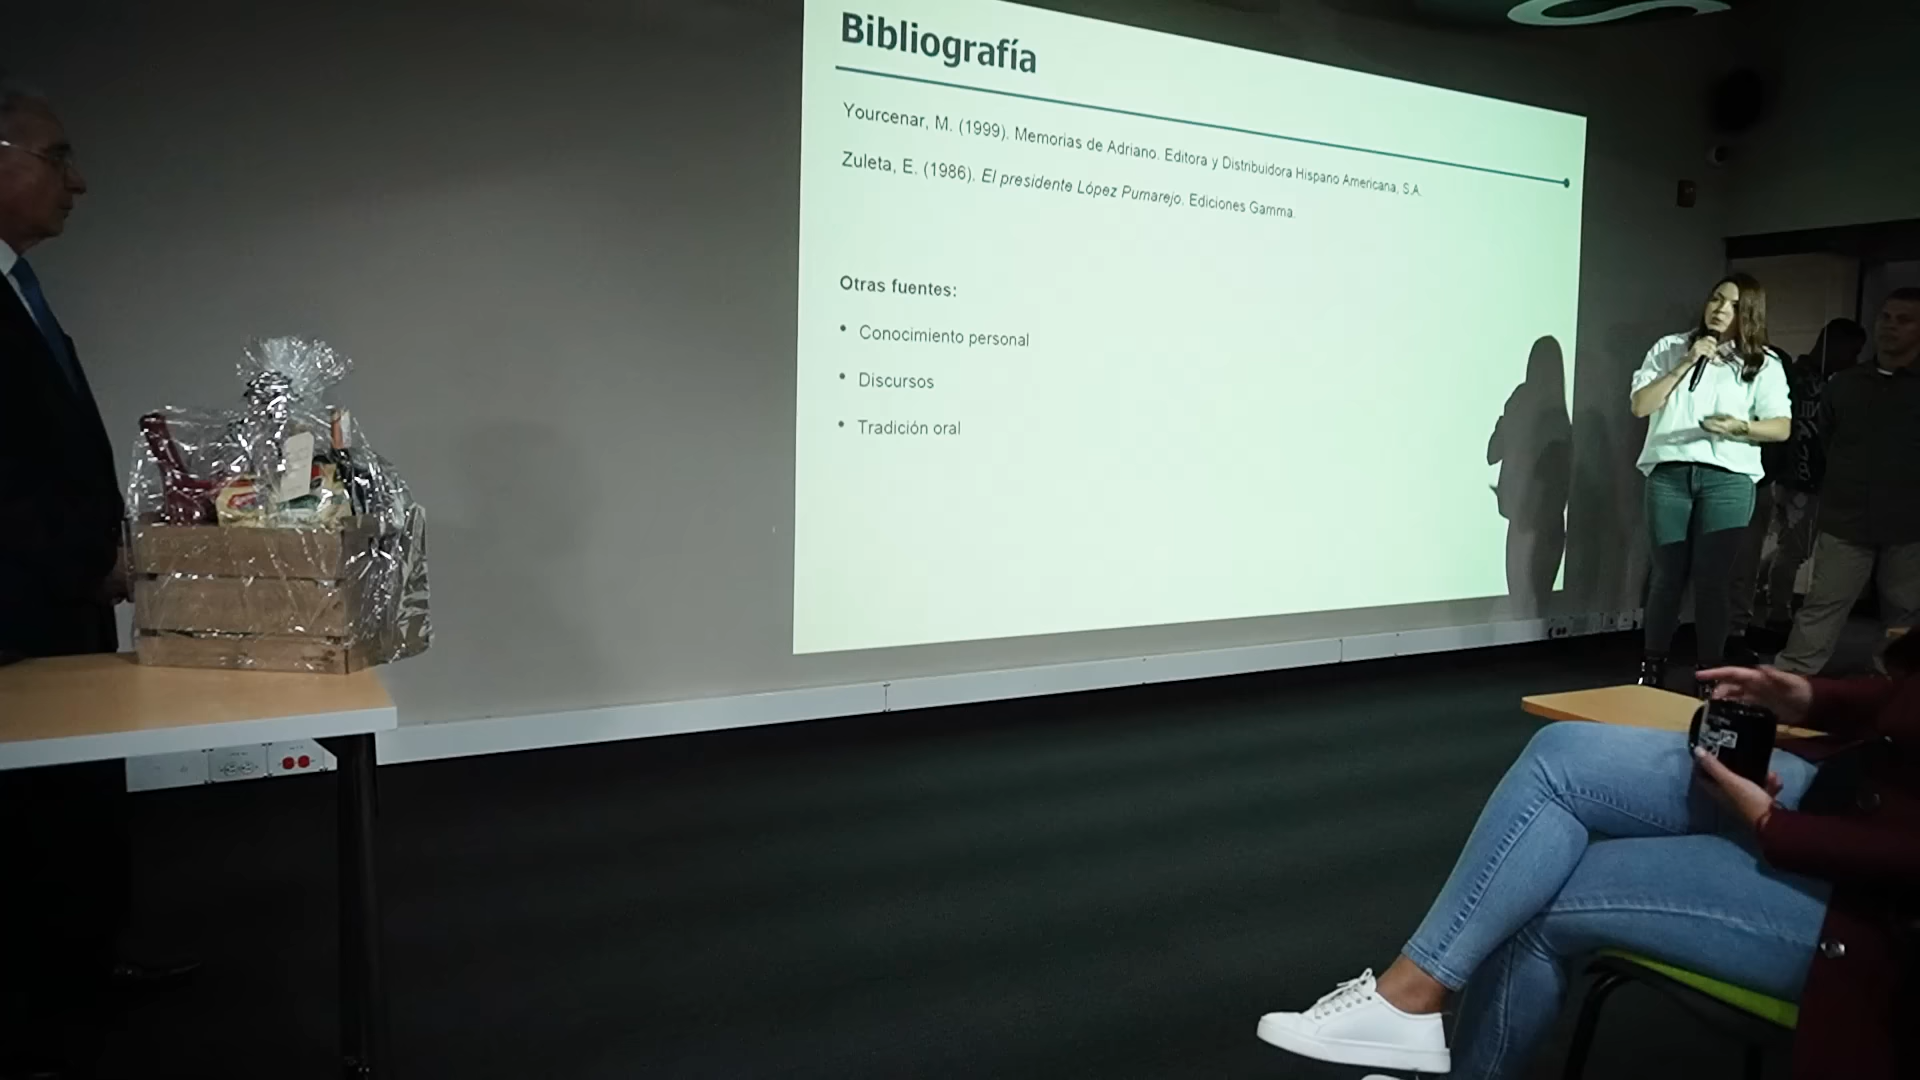 Bibliografía
Yourcenar, M. (1999). Memorias de Adriano. Editora y Distribuidora Hispano Americana, S.A.
Zuleta, E. (1986). El presidente López Pumarejo. Ediciones Gamma.
Otras fuentes:
• Conocimiento personal
• Discursos
• Tradición oral